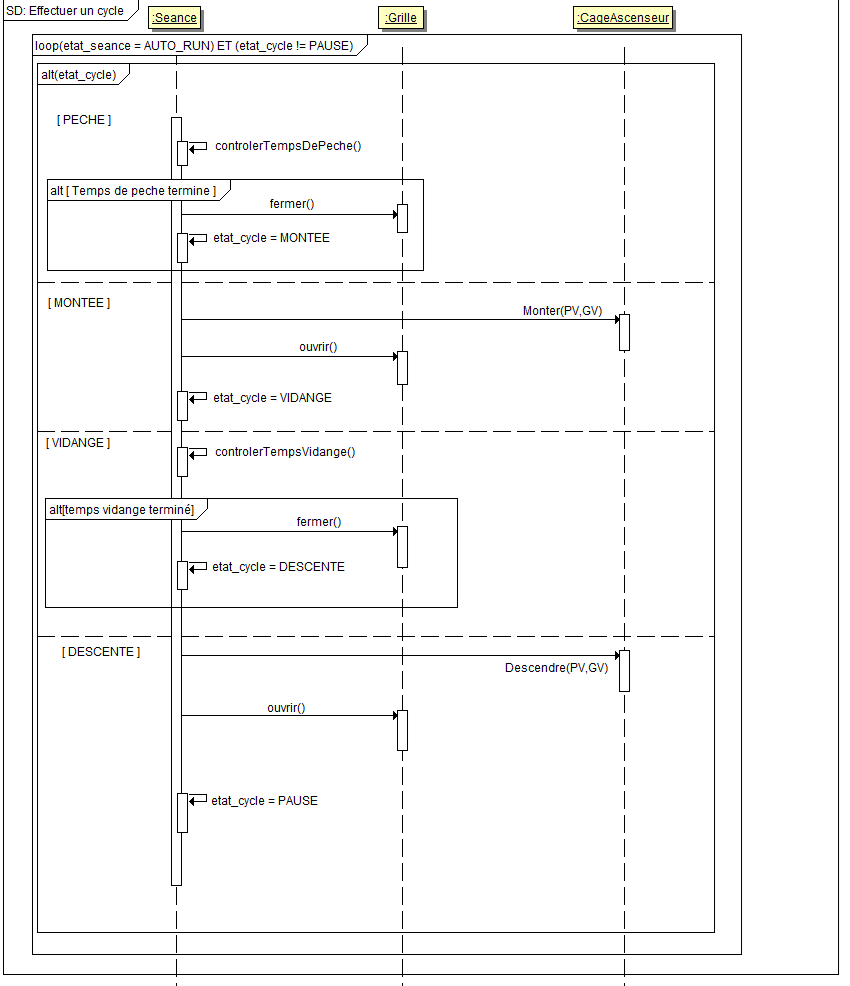 SD: Effectuer un cycle
:Seance
:Grille
:CageAscenseur
loop(etat_seance = AUTO_RUN) ET (etat_cycle != PAUSE)
alt(etat_cycle)
[ PECHE ]
controlerTempsDePeche()
alt [ Temps de peche termine ]
fermer()
etat_cycle = MONTEE
[ MONTEE ]
Monter(PV,GV)
ouvrir()
etat_cycle = VIDANGE
[ VIDANGE ]
controlerTempsVidange()
alt[temps vidange terminé]
fermer()
etat_cycle = DESCENTE
[ DESCENTE ]
Descendre(PV,GV)
ouvrir()
etat_cycle = PAUSE